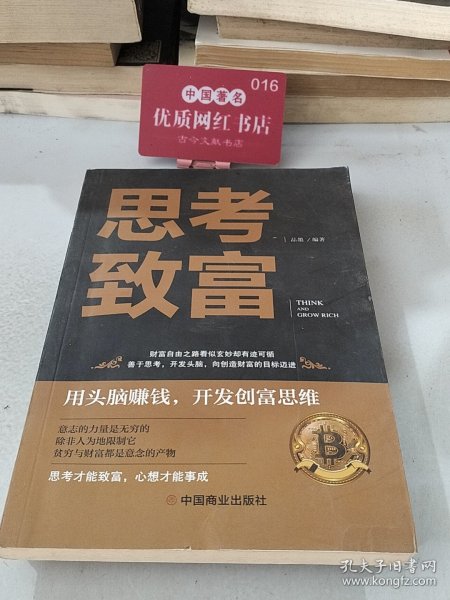 016
中国著名
优质网红书店
古今文献书店
思考
致富
品墨/编著
THINK
AND
GROW RICH
财富自由之路看似玄妙却有迹可循
善于思考，开发头脑，向创造财富的目标迈进
用头脑赚钱，开发创富思维
意志的力量是无穷的
除非人为地限制它
贫穷与财富都是意念的产物
思考才能致富，心想才能事成
中国商业出版社
孔夫子旧书网
www.kongfz.com